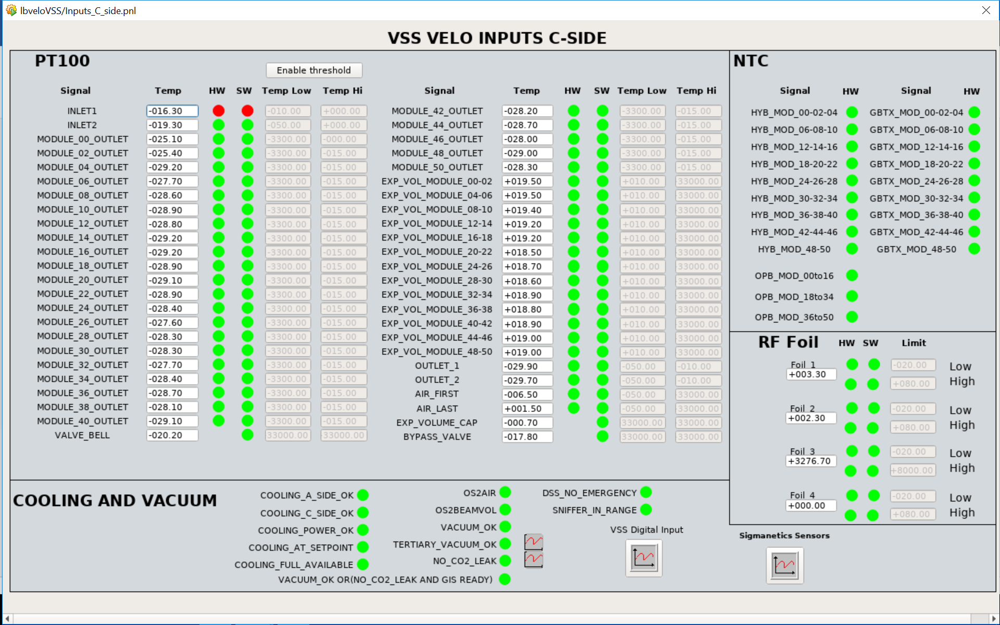 lbveloVSS/Inputs_C_side.pnl
VSS VELO INPUTS C-SIDE
PT100
Enable threshold
Signal Temp HW SW Temp Low Temp Hi
INLET1 -016.30 -010.00 +000.00
INLET2 -019.30 -050.00 +000.00
MODULE_00_OUTLET -025.10 -3300.00 -000.00
MODULE_02_OUTLET -025.40 -3300.00 -015.00
MODULE_04_OUTLET -029.20 -3300.00 -015.00
MODULE_06_OUTLET -027.70 -3300.00 -015.00
MODULE_08_OUTLET -028.60 -3300.00 -015.00
MODULE_10_OUTLET -028.90 -3300.00 -015.00
MODULE_12_OUTLET -028.80 -3300.00 -015.00
MODULE_14_OUTLET -029.20 -3300.00 -015.00
MODULE_16_OUTLET -029.20 -3300.00 -015.00
MODULE_18_OUTLET -028.90 -3300.00 -015.00
MODULE_20_OUTLET -029.10 -3300.00 -015.00
MODULE_22_OUTLET -028.90 -3300.00 -015.00
MODULE_24_OUTLET -028.40 -3300.00 -015.00
MODULE_26_OUTLET -027.60 -3300.00 -015.00
MODULE_28_OUTLET -028.30 -3300.00 -015.00
MODULE_30_OUTLET -028.30 -3300.00 -015.00
MODULE_32_OUTLET -027.70 -3300.00 -015.00
MODULE_34_OUTLET -028.40 -3300.00 -015.00
MODULE_36_OUTLET -028.70 -3300.00 -015.00
MODULE_38_OUTLET -028.10 -3300.00 -015.00
MODULE_40_OUTLET -029.10 -3300.00 -015.00
VALVE_BELL -020.20 33000.00 33000.00
Signal Temp HW SW Temp Low Temp Hi
MODULE_42_OUTLET -028.20 -3300.00 -015.00
MODULE_44_OUTLET -028.70 -3300.00 -015.00
MODULE_46_OUTLET -028.00 -3300.00 -015.00
MODULE_48_OUTLET -029.00 -3300.00 -015.00
MODULE_50_OUTLET -028.30 -3300.00 -015.00
EXP_VOL_MODULE_00-02 +019.50 +010.00 33000.00
EXP_VOL_MODULE_04-06 +019.50 +010.00 33000.00
EXP_VOL_MODULE_08-10 +019.40 +010.00 33000.00
EXP_VOL_MODULE_12-14 +019.20 +010.00 33000.00
EXP_VOL_MODULE_16-18 +019.20 +010.00 33000.00
EXP_VOL_MODULE_20-22 +018.50 +010.00 33000.00
EXP_VOL_MODULE_24-26 +018.70 +010.00 33000.00
EXP_VOL_MODULE_28-30 +018.60 +010.00 33000.00
EXP_VOL_MODULE_32-34 +018.90 +010.00 33000.00
EXP_VOL_MODULE_36-38 +018.80 +010.00 33000.00
EXP_VOL_MODULE_40-42 +018.90 +010.00 33000.00
EXP_VOL_MODULE_44-46 +019.00 +010.00 33000.00
EXP_VOL_MODULE_48-50 +019.00 +010.00 33000.00
OUTLET_1 -029.90 -050.00 -010.00
OUTLET_2 -029.70 -050.00 -010.00
AIR_FIRST -006.50 -050.00 33000.00
AIR_LAST +001.50 -050.00 33000.00
EXP_VOLUME_CAP -000.70 33000.00 33000.00
BYPASS_VALVE -017.80 33000.00 33000.00
NTC
Signal HW Signal HW
HYB_MOD_00-02-04 GBTX_MOD_00-02-04
HYB_MOD_06-08-10 GBTX_MOD_06-08-10
HYB_MOD_12-14-16 GBTX_MOD_12-14-16
HYB_MOD_18-20-22 GBTX_MOD_18-20-22
HYB_MOD_24-26-28 GBTX_MOD_24-26-28
HYB_MOD_30-32-34 GBTX_MOD_30-32-34
HYB_MOD_36-38-40 GBTX_MOD_36-38-40
HYB_MOD_42-44-46 GBTX_MOD_42-44-46
HYB_MOD_48-50 GBTX_MOD_48-50
OPB_MOD_00to16
OPB_MOD_18to34
OPB_MOD_36to50
RF Foil HW SW Limit
Foil 1 -020.00 Low
+003.30 +080.00 High
Foil 2 -020.00 Low
+002.30 +080.00 High
Foil 3 -020.00 Low
+3276.70 +8000.00 High
Foil 4 -020.00 Low
+000.00 +080.00 High
COOLING AND VACUUM
COOLING_A_SIDE_OK
COOLING_C_SIDE_OK
COOLING_POWER_OK
COOLING_AT_SETPOINT
COOLING_FULL_AVAILABLE
OS2AIR
OS2BEAMVOL
VACUUM_OK
TERTIARY_VACUUM_OK
NO_CO2_LEAK
VACUUM_OK OR(NO_CO2_LEAK AND GIS READY)
DSS_NO_EMERGENCY
SNIFFER_IN_RANGE
VSS Digital Input
Sigmanetics Sensors